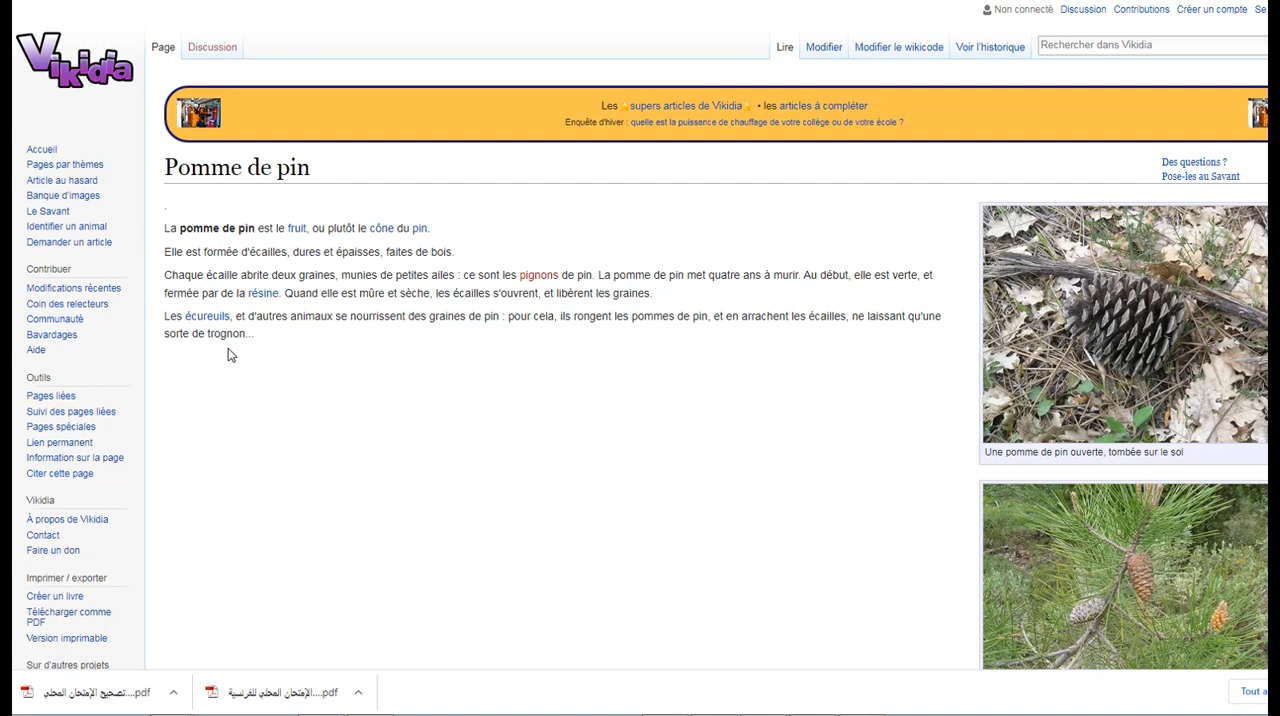 Non connecté Discussion Contributions Créer un compte Se
Vikidia
Page Discussion Lire Modifier Modifier le wikicode Voir l'historique Rechercher dans Vikidia
Les supers articles de Vikidia • les articles à compléter
Enquête d'hiver : quelle est la puissance de chauffage de votre collège ou de votre école ?
Pomme de pin
Des questions ?
Pose-les au Savant
.
La pomme de pin est le fruit, ou plutôt le cône du pin.
Elle est formée d'écailles, dures et épaisses, faites de bois.
Chaque écaille abrite deux graines, munies de petites ailes : ce sont les pignons de pin. La pomme de pin met quatre ans à murir. Au début, elle est verte, et
fermée par de la résine. Quand elle est mûre et sèche, les écailles s'ouvrent, et libèrent les graines.
Les écureuils, et d'autres animaux se nourrissent des graines de pin : pour cela, ils rongent les pommes de pin, et en arrachent les écailles, ne laissant qu'une
sorte de trognon...
Une pomme de pin ouverte, tombée sur le sol
Accueil
Pages par thèmes
Article au hasard
Banque d'images
Le Savant
Identifier un animal
Demander un article
Contribuer
Modifications récentes
Coin des relecteurs
Communauté
Bavardages
Aide
Outils
Pages liées
Suivi des pages liées
Pages spéciales
Lien permanent
Information sur la page
Citer cette page
Vikidia
À propos de Vikidia
Contact
Faire un don
Imprimer / exporter
Créer un livre
Télécharger comme
PDF
Version imprimable
Sur d'autres projets
تصحيح الإمتحان المحلي....pdf
الإمتحان المحلي للفرنسية....pdf
Tout a